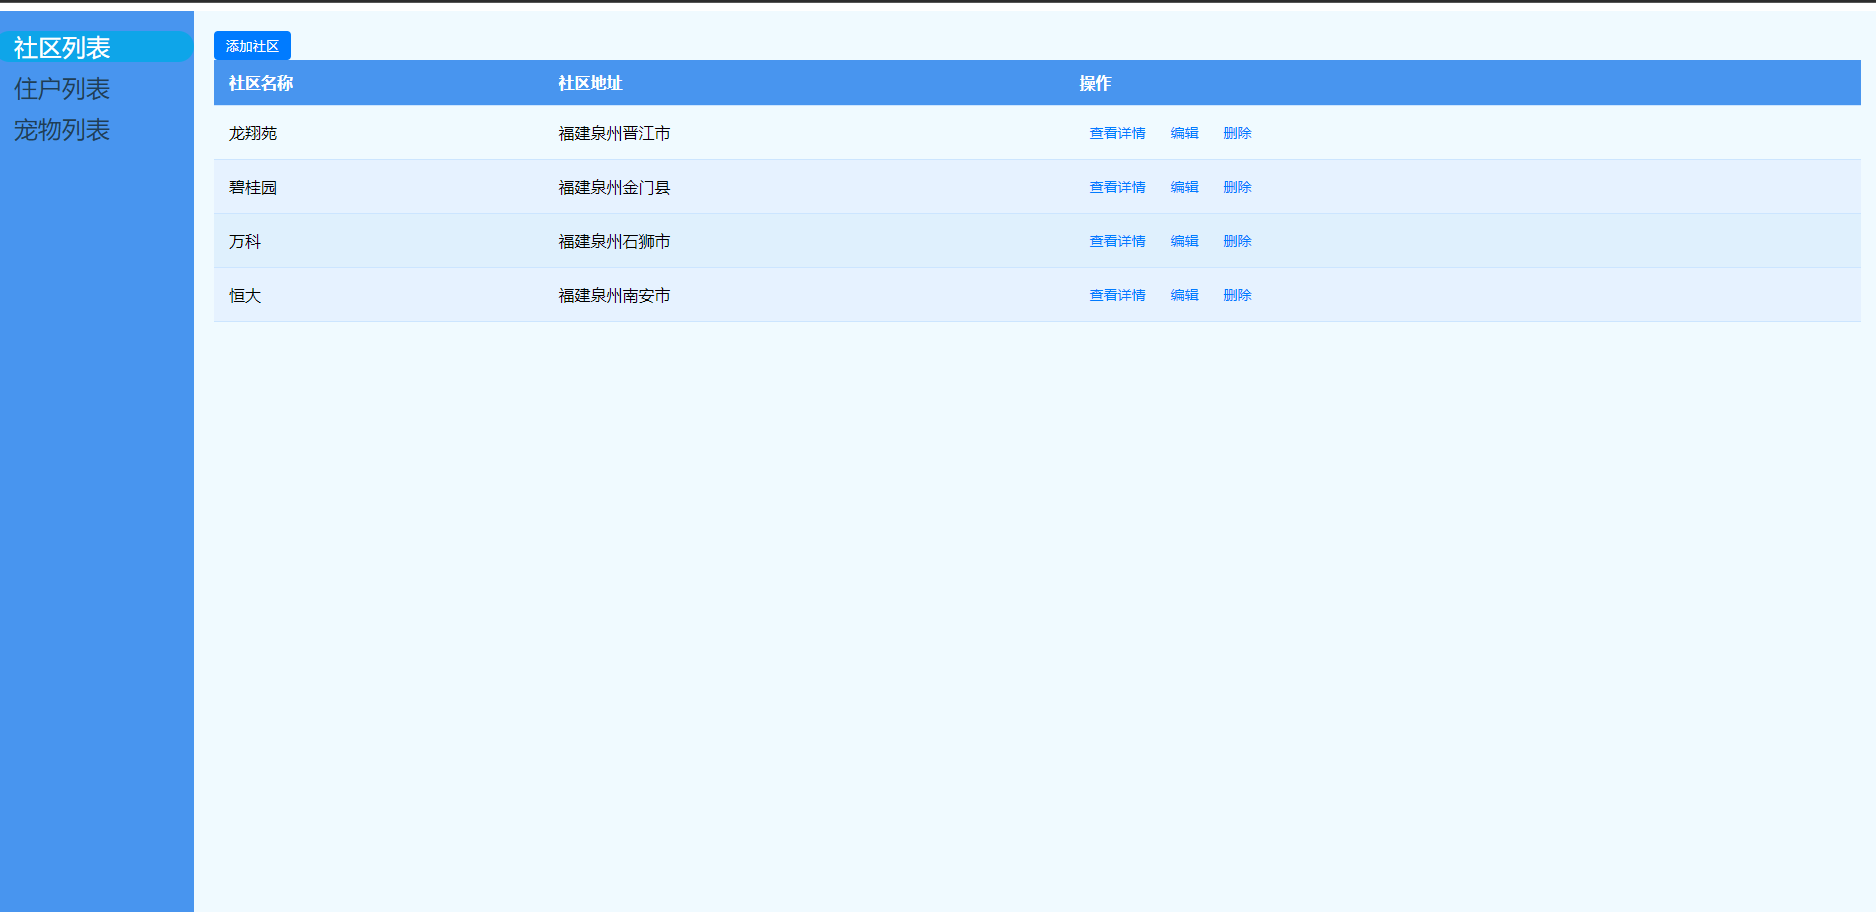 社区列表
住户列表
宠物列表
添加社区
社区名称 社区地址 操作
龙翔苑 福建泉州晋江市 查看详情 编辑 删除
碧桂园 福建泉州金门县 查看详情 编辑 删除
万科 福建泉州石狮市 查看详情 编辑 删除
恒大 福建泉州南安市 查看详情 编辑 删除